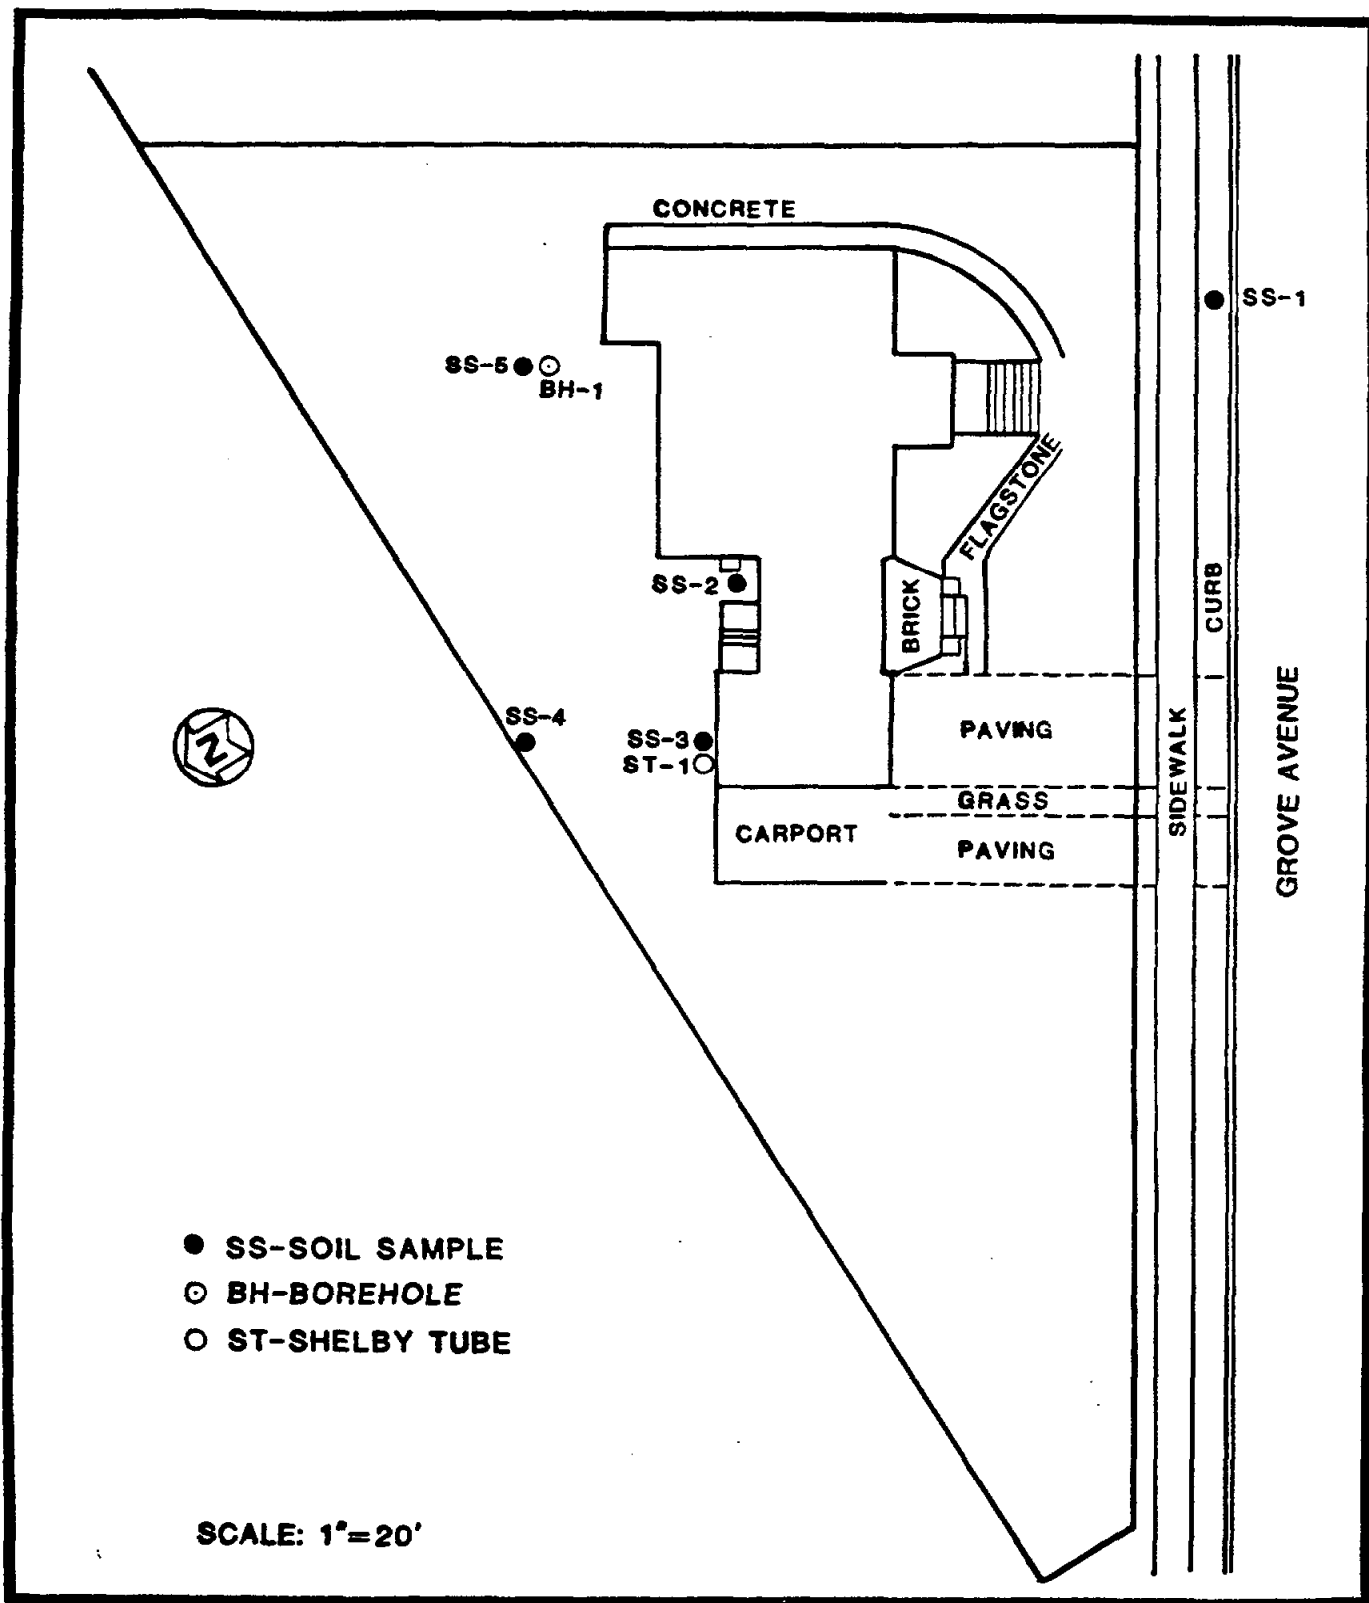 CONCRETE
SS-1
SS-5
BH-1
FLAGSTONE
SS-2
BRICK
CURB
SS-4
SS-3
ST-1
N
PAVING
GRASS
CARPORT
PAVING
SIDEWALK
GROVE AVENUE
SS-SOIL SAMPLE
BH-BOREHOLE
ST-SHELBY TUBE
SCALE: 1"=20'